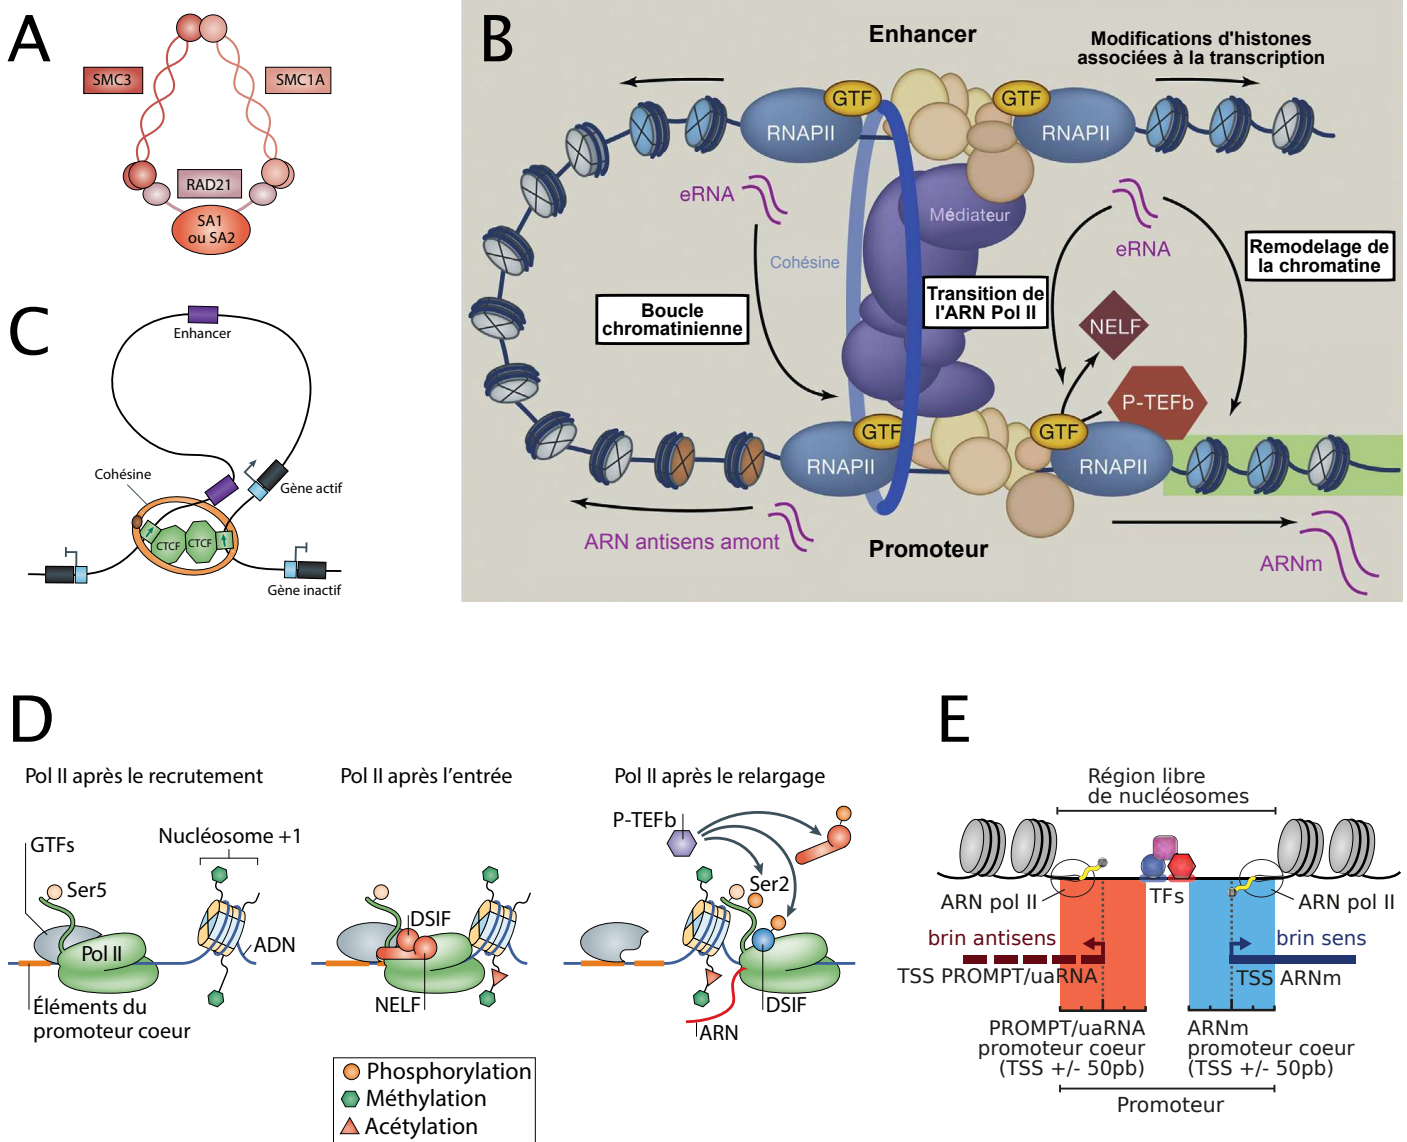 A
SMC3
SMC1A
RAD21
SA1
ou SA2
B
Enhancer
Modifications d'histones
associées à la transcription
GTF
GTF
RNAPII
RNAPII
eRNA
Médiateur
eRNA
Cohésine
Remodelage de
la chromatine
Boucle
chromatinienne
Transition de
l'ARN Pol II
NELF
P-TEFb
GTF
GTF
RNAPII
RNAPII
ARN antisens amont
Promoteur
ARNm
C
Enhancer
Cohésine
Gène actif
CTCF
CTCF
Gène inactif
D
Pol II après le recrutement
Pol II après l'entrée
Pol II après le relargage
GTFs
Nucléosome +1
Ser5
Pol II
ADN
Éléments du
promoteur coeur
DSIF
NELF
P-TEFb
Ser2
DSIF
ARN
Phosphorylation
Méthylation
Acétylation
E
Région libre
de nucléosomes
ARN pol II
TFs
ARN pol II
brin antisens
brin sens
TSS PROMPT/uaRNA
TSS ARNm
PROMPT/uaRNA
promoteur coeur
(TSS +/- 50pb)
ARNm
promoteur coeur
(TSS +/- 50pb)
Promoteur